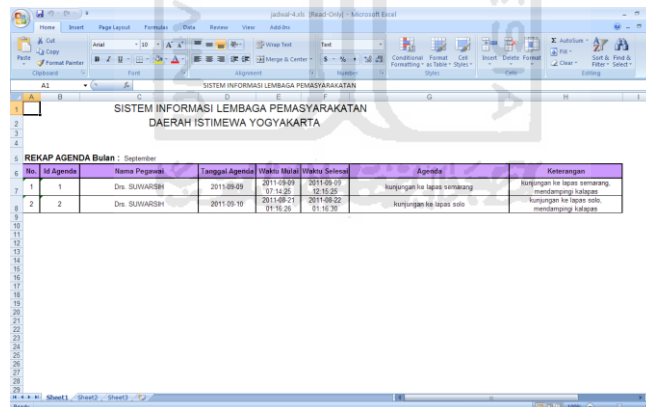 jadwal-4.xls [Read-Only] - Microsoft Excel
Home Insert Page Layout Formulas Data Review View Add-Ins
Cut
Copy
Format Painter
Paste
Clipboard
Arial 10
Font
Wrap Text
Merge & Center
Alignment
Text
Number
Conditional Formatting
Format as Table
Cell Styles
Styles
Insert Delete Format
Cells
AutoSum
Fill
Clear
Sort & Filter
Find & Select
Editing
A1 fx SISTEM INFORMASI LEMBAGA PEMASYARAKATAN
A B C D E F G H I
SISTEM INFORMASI LEMBAGA PEMASYARAKATAN
DAERAH ISTIMEWA YOGYAKARTA
REKAP AGENDA Bulan : September
No. Id Agenda Nama Pegawai Tanggal Agenda Waktu Mulai Waktu Selesai Agenda Keterangan
1 1 Drs. SUWARSIH 2011-09-09 2011-09-09 07:14:25 2011-09-09 12:15:25 kunjungan ke lapas semarang kunjungan ke lapas semarang, mendampingi kalapas
2 2 Drs. SUWARSIH 2011-09-10 2011-08-21 01:16:26 2011-08-22 01:16:30 kunjungan ke lapas solo kunjungan ke lapas solo, mendampingi kalapas
Sheet1 Sheet2 Sheet3
Ready 100%